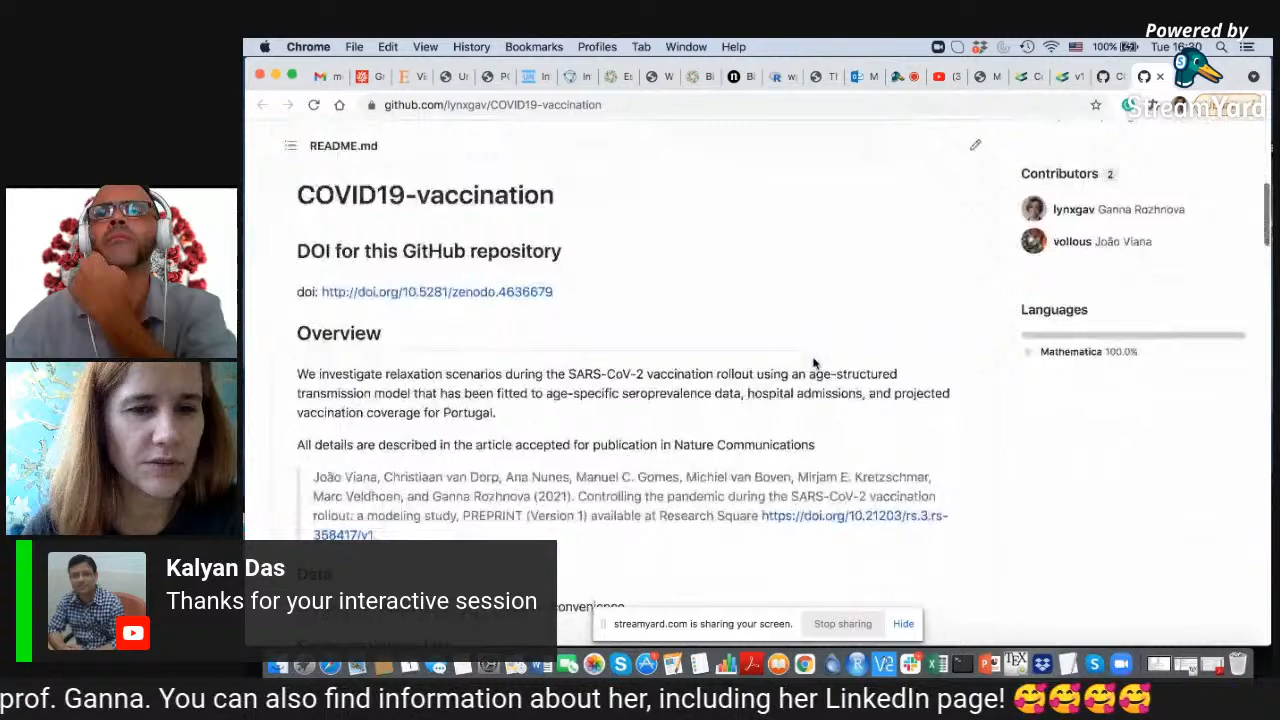 Powered by
StreamYard
Chrome File Edit View History Bookmarks Profiles Tab Window Help
100%
Tue 16:30
github.com/lynxgav/COVID19-vaccination
README.md
COVID19-vaccination
DOI for this GitHub repository
doi: http://doi.org/10.5281/zenodo.4636679
Overview
We investigate relaxation scenarios during the SARS-CoV-2 vaccination rollout using an age-structured
transmission model that has been fitted to age-specific seroprevalence data, hospital admissions, and projected
vaccination coverage for Portugal.
All details are described in the article accepted for publication in Nature Communications
João Viana, Christiaan van Dorp, Ana Nunes, Manuel C. Gomes, Michiel van Boven, Mirjam E. Kretzschmar,
Marc Veldhoen, and Ganna Rozhnova (2021). Controlling the pandemic during the SARS-CoV-2 vaccination
rollout: a modeling study, PREPRINT (Version 1) available at Research Square https://doi.org/10.21203/rs.3.rs-
358417/v1.
Data
convenience
Contributors 2
lynxgav Ganna Rozhnova
vollous João Viana
Languages
Mathematica 100.0%
streamyard.com is sharing your screen. Stop sharing Hide
Kalyan Das
Thanks for your interactive session
prof. Ganna. You can also find information about her, including her LinkedIn page! 🥰🥰🥰🥰